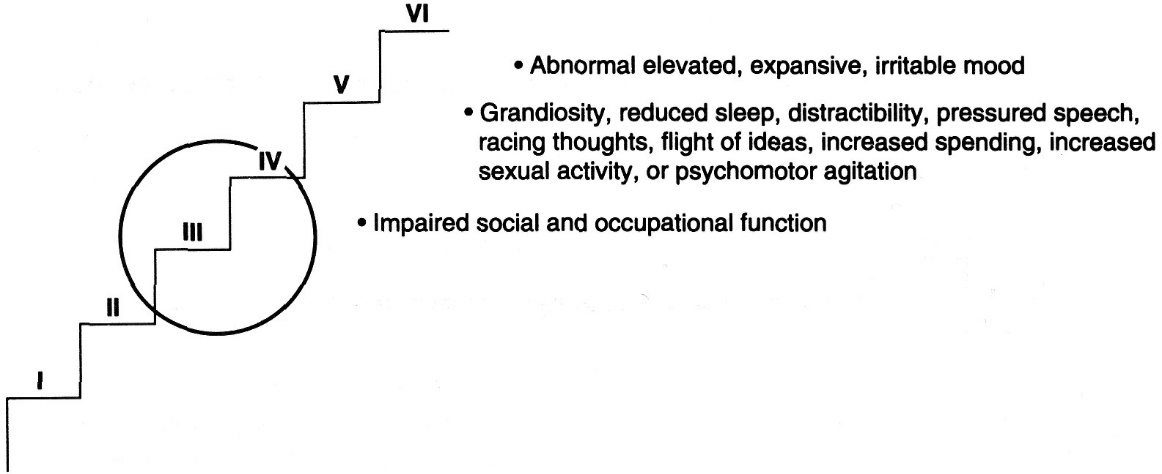 VI
• Abnormal elevated, expansive, irritable mood
V
• Grandiosity, reduced sleep, distractibility, pressured speech,
racing thoughts, flight of ideas, increased spending, increased
sexual activity, or psychomotor agitation
IV
• Impaired social and occupational function
III
II
I